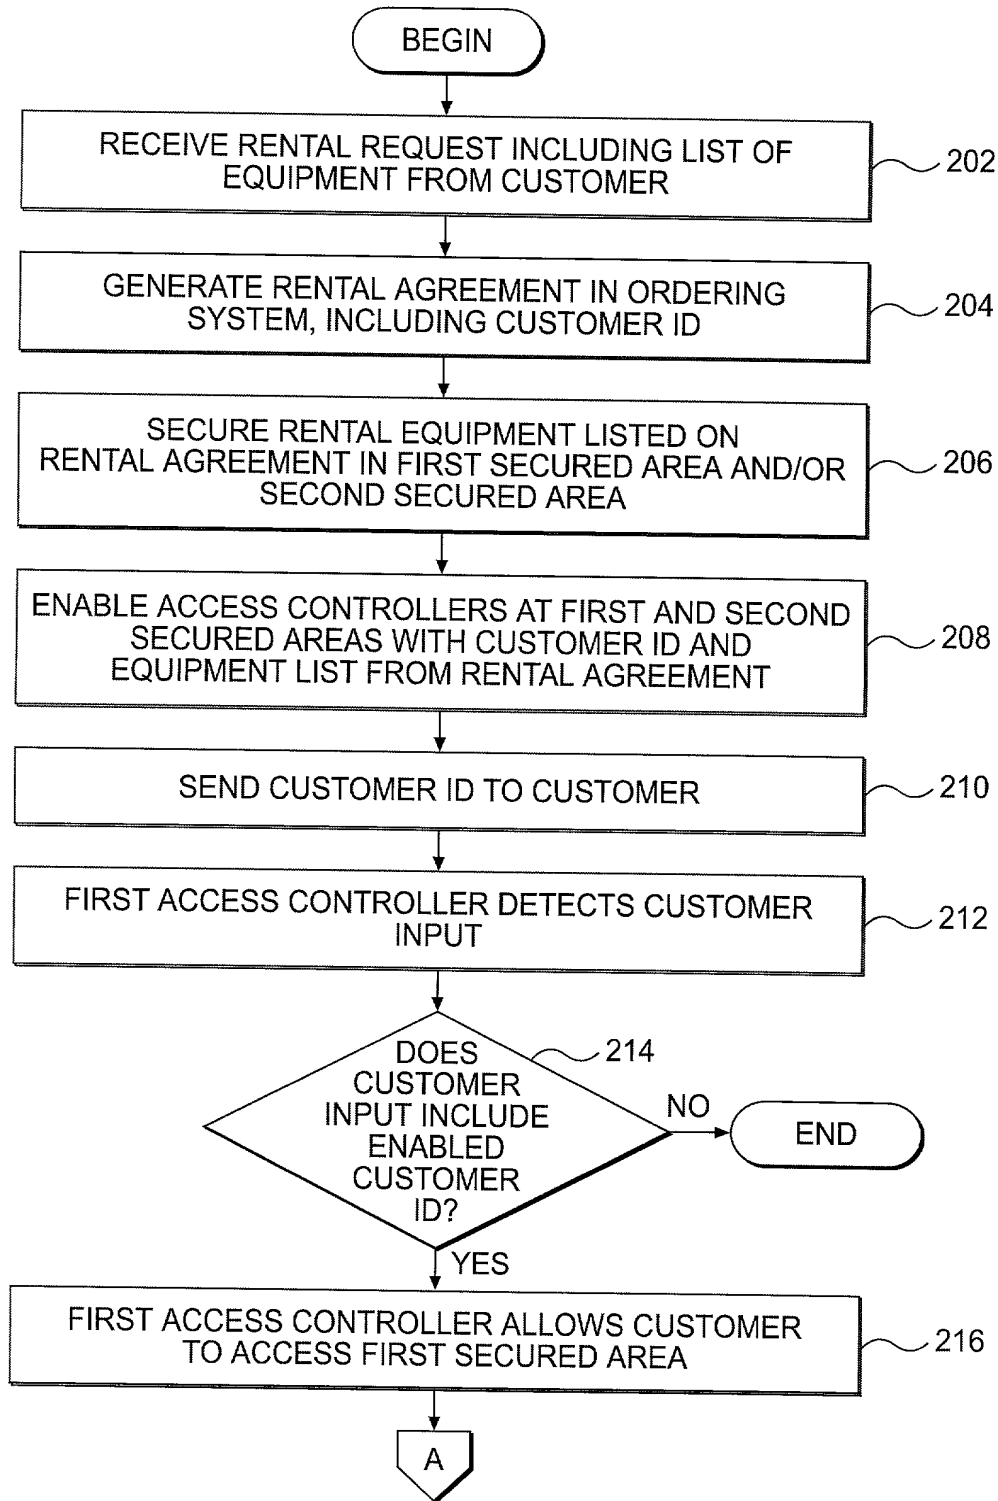 BEGIN
RECEIVE RENTAL REQUEST INCLUDING LIST OF
EQUIPMENT FROM CUSTOMER
202
GENERATE RENTAL AGREEMENT IN ORDERING
SYSTEM, INCLUDING CUSTOMER ID
204
SECURE RENTAL EQUIPMENT LISTED ON
RENTAL AGREEMENT IN FIRST SECURED AREA AND/OR
SECOND SECURED AREA
206
ENABLE ACCESS CONTROLLERS AT FIRST AND SECOND
SECURED AREAS WITH CUSTOMER ID AND
EQUIPMENT LIST FROM RENTAL AGREEMENT
208
SEND CUSTOMER ID TO CUSTOMER
210
FIRST ACCESS CONTROLLER DETECTS CUSTOMER
INPUT
212
DOES
CUSTOMER
INPUT INCLUDE
ENABLED
CUSTOMER
ID?
214
NO
END
YES
FIRST ACCESS CONTROLLER ALLOWS CUSTOMER
TO ACCESS FIRST SECURED AREA
216
A